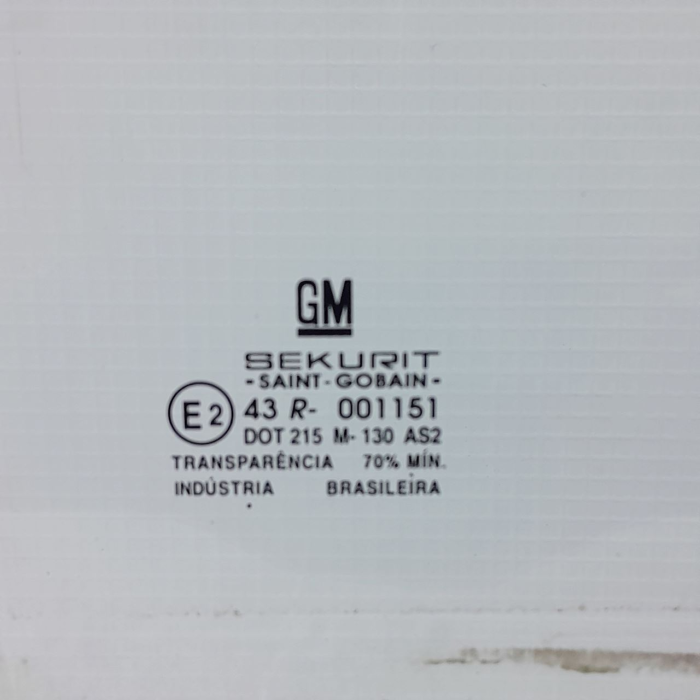 GM
SEKURIT
- SAINT - GOBAIN -
E2 43 R- 001151
DOT 215 M- 130 AS2
TRANSPARÊNCIA 70% MÍN.
INDÚSTRIA BRASILEIRA